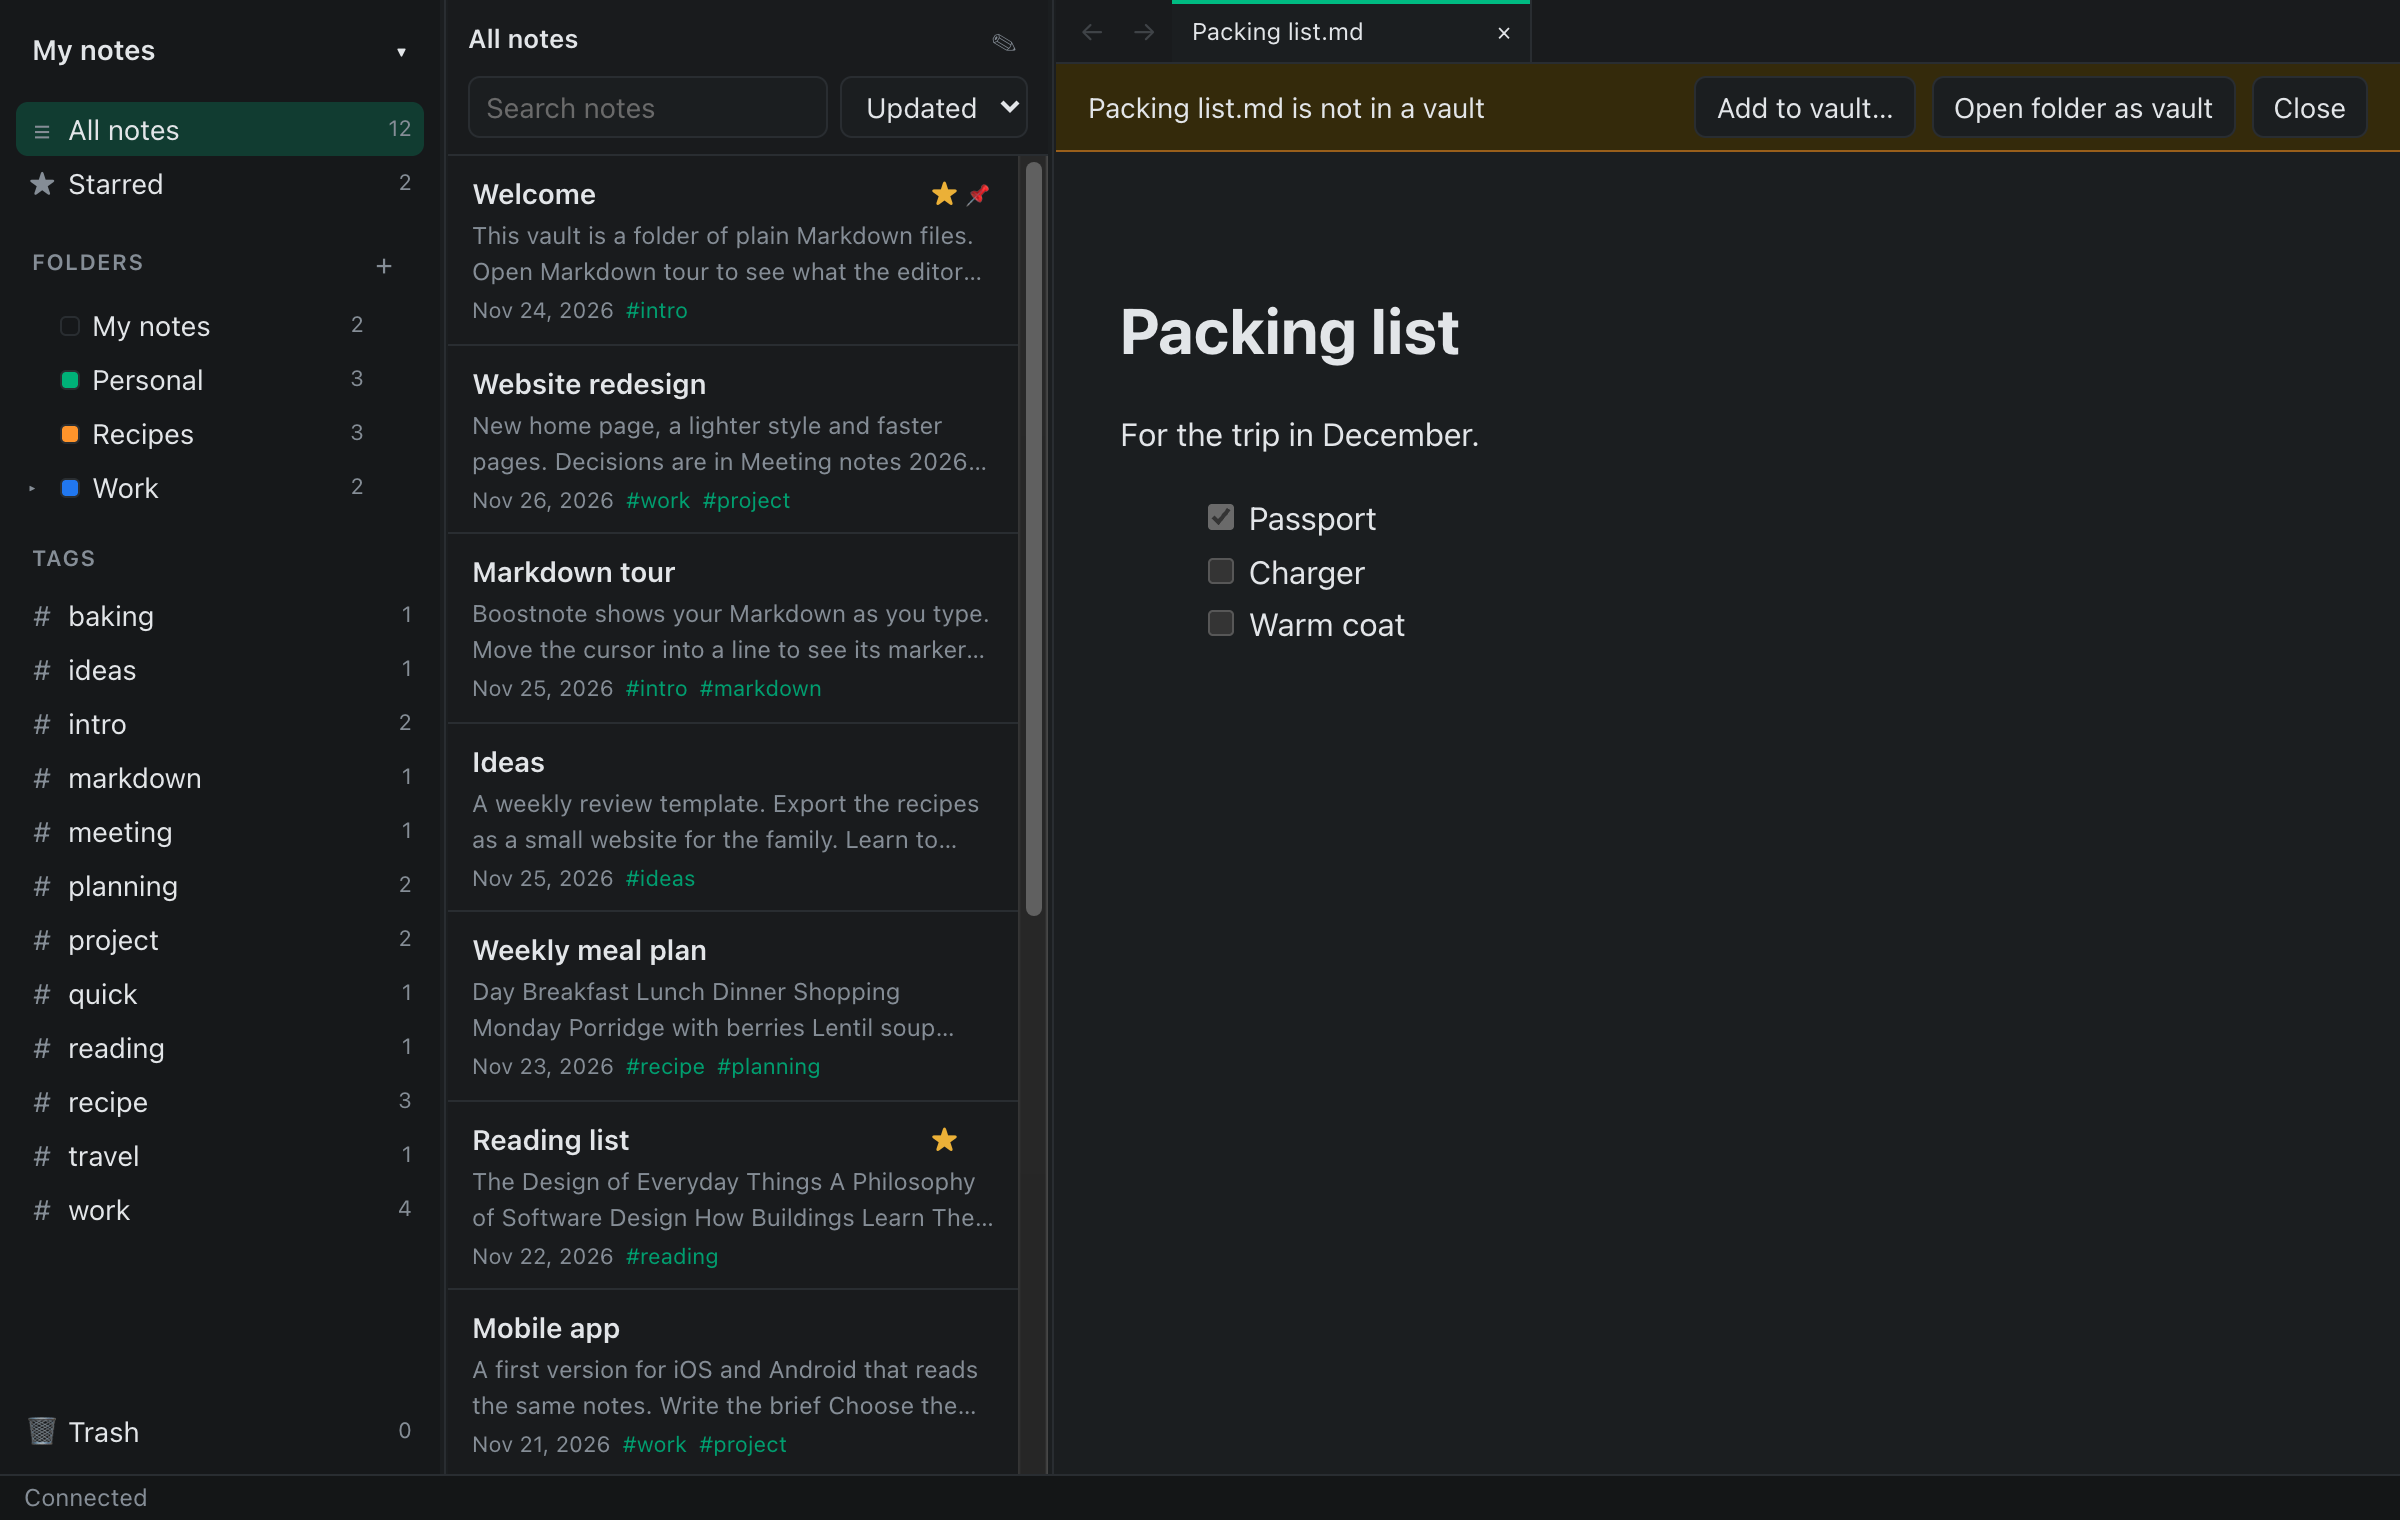 My notes
All notes 12
Starred 2
FOLDERS
My notes 2
Personal 3
Recipes 3
Work 2
TAGS
# baking 1
# ideas 1
# intro 2
# markdown 1
# meeting 1
# planning 2
# project 2
# quick 1
# reading 1
# recipe 3
# travel 1
# work 4
Trash 0
Connected
All notes
Search notes
Updated
Welcome
This vault is a folder of plain Markdown files.
Open Markdown tour to see what the editor...
Nov 24, 2026 #intro
Website redesign
New home page, a lighter style and faster
pages. Decisions are in Meeting notes 2026...
Nov 26, 2026 #work #project
Markdown tour
Boostnote shows your Markdown as you type.
Move the cursor into a line to see its marker...
Nov 25, 2026 #intro #markdown
Ideas
A weekly review template. Export the recipes
as a small website for the family. Learn to...
Nov 25, 2026 #ideas
Weekly meal plan
Day Breakfast Lunch Dinner Shopping
Monday Porridge with berries Lentil soup...
Nov 23, 2026 #recipe #planning
Reading list
The Design of Everyday Things A Philosophy
of Software Design How Buildings Learn The...
Nov 22, 2026 #reading
Mobile app
A first version for iOS and Android that reads
the same notes. Write the brief Choose the...
Nov 21, 2026 #work #project
Packing list.md
Packing list.md is not in a vault
Add to vault...
Open folder as vault
Close
Packing list
For the trip in December.
Passport
Charger
Warm coat